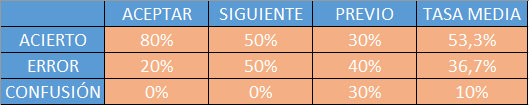 ACEPTAR SIGUIENTE PREVIO TASA MEDIA
ACIERTO 80% 50% 30% 53,3%
ERROR 20% 50% 40% 36,7%
CONFUSIÓN 0% 0% 30% 10%